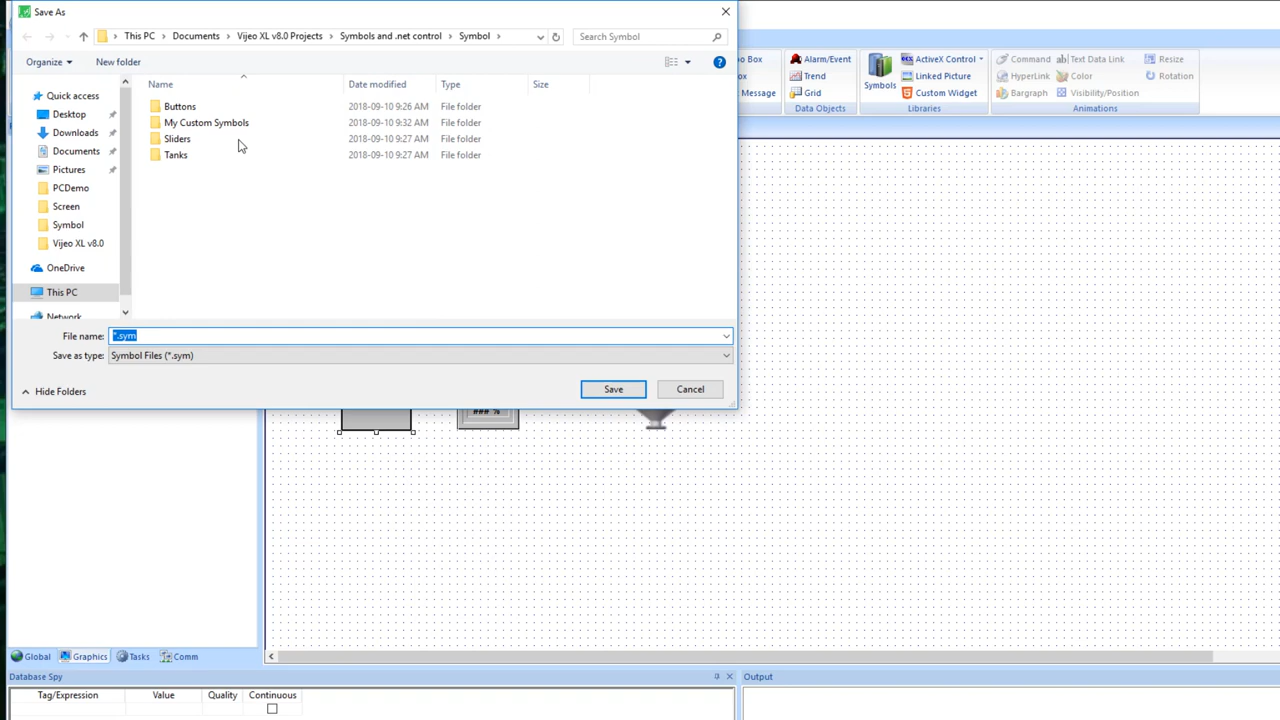 Save As
This PC > Documents > Vijeo XL v8.0 Projects > Symbols and .net control > Symbol >
Search Symbol
Organize
New folder
Name
Date modified
Type
Size
Quick access
Desktop
Downloads
Documents
Pictures
PCDemo
Screen
Symbol
Vijeo XL v8.0
OneDrive
This PC
Network
Buttons 2018-09-10 9:26 AM File folder
My Custom Symbols 2018-09-10 9:32 AM File folder
Sliders 2018-09-10 9:27 AM File folder
Tanks 2018-09-10 9:27 AM File folder
File name: *.sym
Save as type: Symbol Files (*.sym)
Hide Folders
Save
Cancel
Box
Message
Alarm/Event
Trend
Grid
Data Objects
Symbols
ActiveX Control
Linked Picture
Custom Widget
Libraries
Command
Text Data Link
Resize
HyperLink
Color
Rotation
Bargraph
Visibility/Position
Animations
### %
Global
Graphics
Tasks
Comm
Database Spy
Tag/Expression
Value
Quality
Continuous
Output